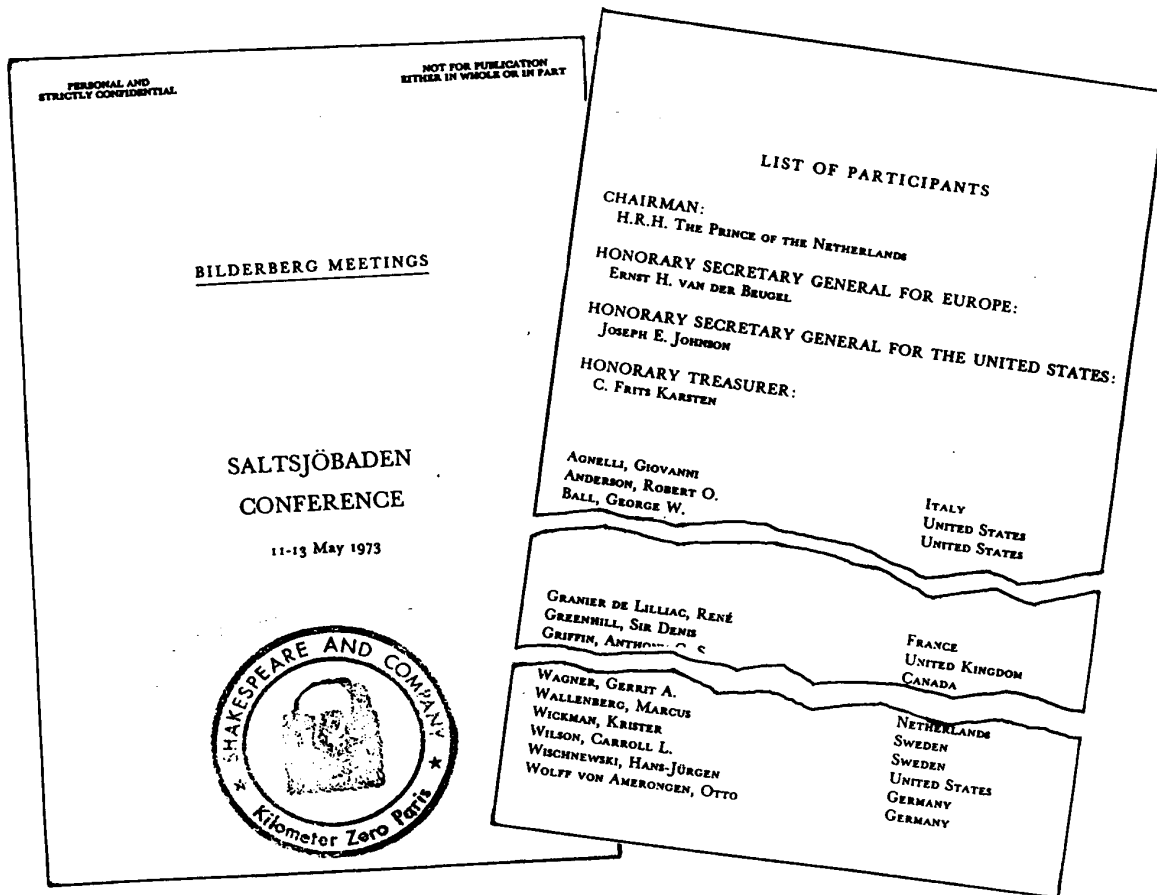 PERSONAL AND
STRICTLY CONFIDENTIAL
NOT FOR PUBLICATION
EITHER IN WHOLE OR IN PART
BILDERBERG MEETINGS
SALTSJÖBADEN
CONFERENCE
11-13 May 1973
SHAKESPEARE AND COMPANY
Kilometer Zero Paris
LIST OF PARTICIPANTS
CHAIRMAN:
H.R.H. THE PRINCE OF THE NETHERLANDS
HONORARY SECRETARY GENERAL FOR EUROPE:
ERNST H. VAN DER BEUGEL
HONORARY SECRETARY GENERAL FOR THE UNITED STATES:
JOSEPH E. JOHNSON
HONORARY TREASURER:
C. FRITS KARSTEN
AGNELLI, GIOVANNI ITALY
ANDERSON, ROBERT O. UNITED STATES
BALL, GEORGE W. UNITED STATES
GRANIER DE LILLIAC, RENÉ FRANCE
GREENHILL, SIR DENIS UNITED KINGDOM
GRIFFIN, ANTHONY G. S. CANADA
WAGNER, GERRIT A. NETHERLANDS
WALLENBERG, MARCUS SWEDEN
WICKMAN, KRISTER SWEDEN
WILSON, CARROLL L. UNITED STATES
WISCHNEWSKI, HANS-JÜRGEN GERMANY
WOLFF VON AMERONGEN, OTTO GERMANY